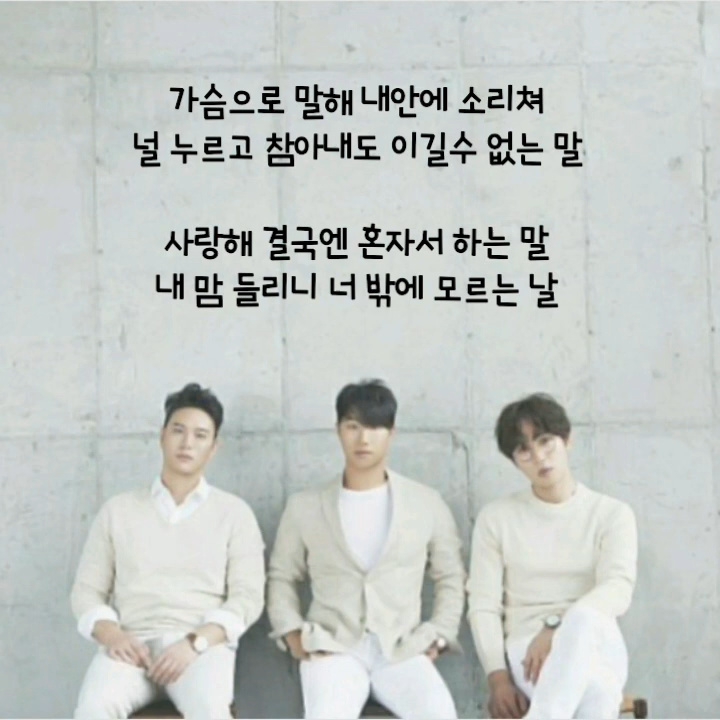 가슴으로 말해 내안에 소리쳐
널 누르고 참아내도 이길수 없는 말
사랑해 결국엔 혼자서 하는 말
내 맘 들리니 너 밖에 모르는 날